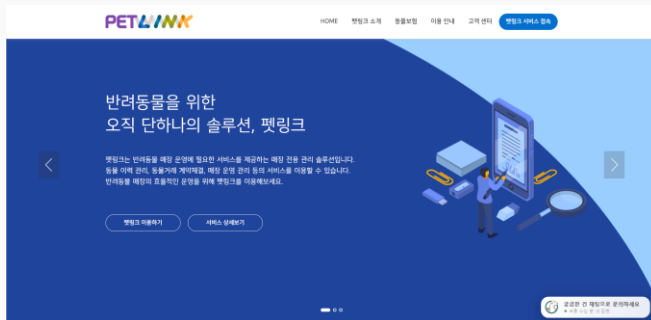 PETLINK
HOME 펫링크 소개 동물보험 이용 안내 고객 센터 펫링크 서비스 접속
반려동물을 위한
오직 단하나의 솔루션, 펫링크
펫링크는 반려동물 매장 운영에 필요한 서비스를 제공하는 매장 전용 관리 솔루션입니다.
동물 이력 관리, 동물거래 계약체결, 매장 운영 관리 등의 서비스를 이용할 수 있습니다.
반려동물 매장의 효율적인 운영을 위해 펫링크를 이용해보세요.
펫링크 이용하기 서비스 상세보기
궁금한 건 채팅으로 문의하세요